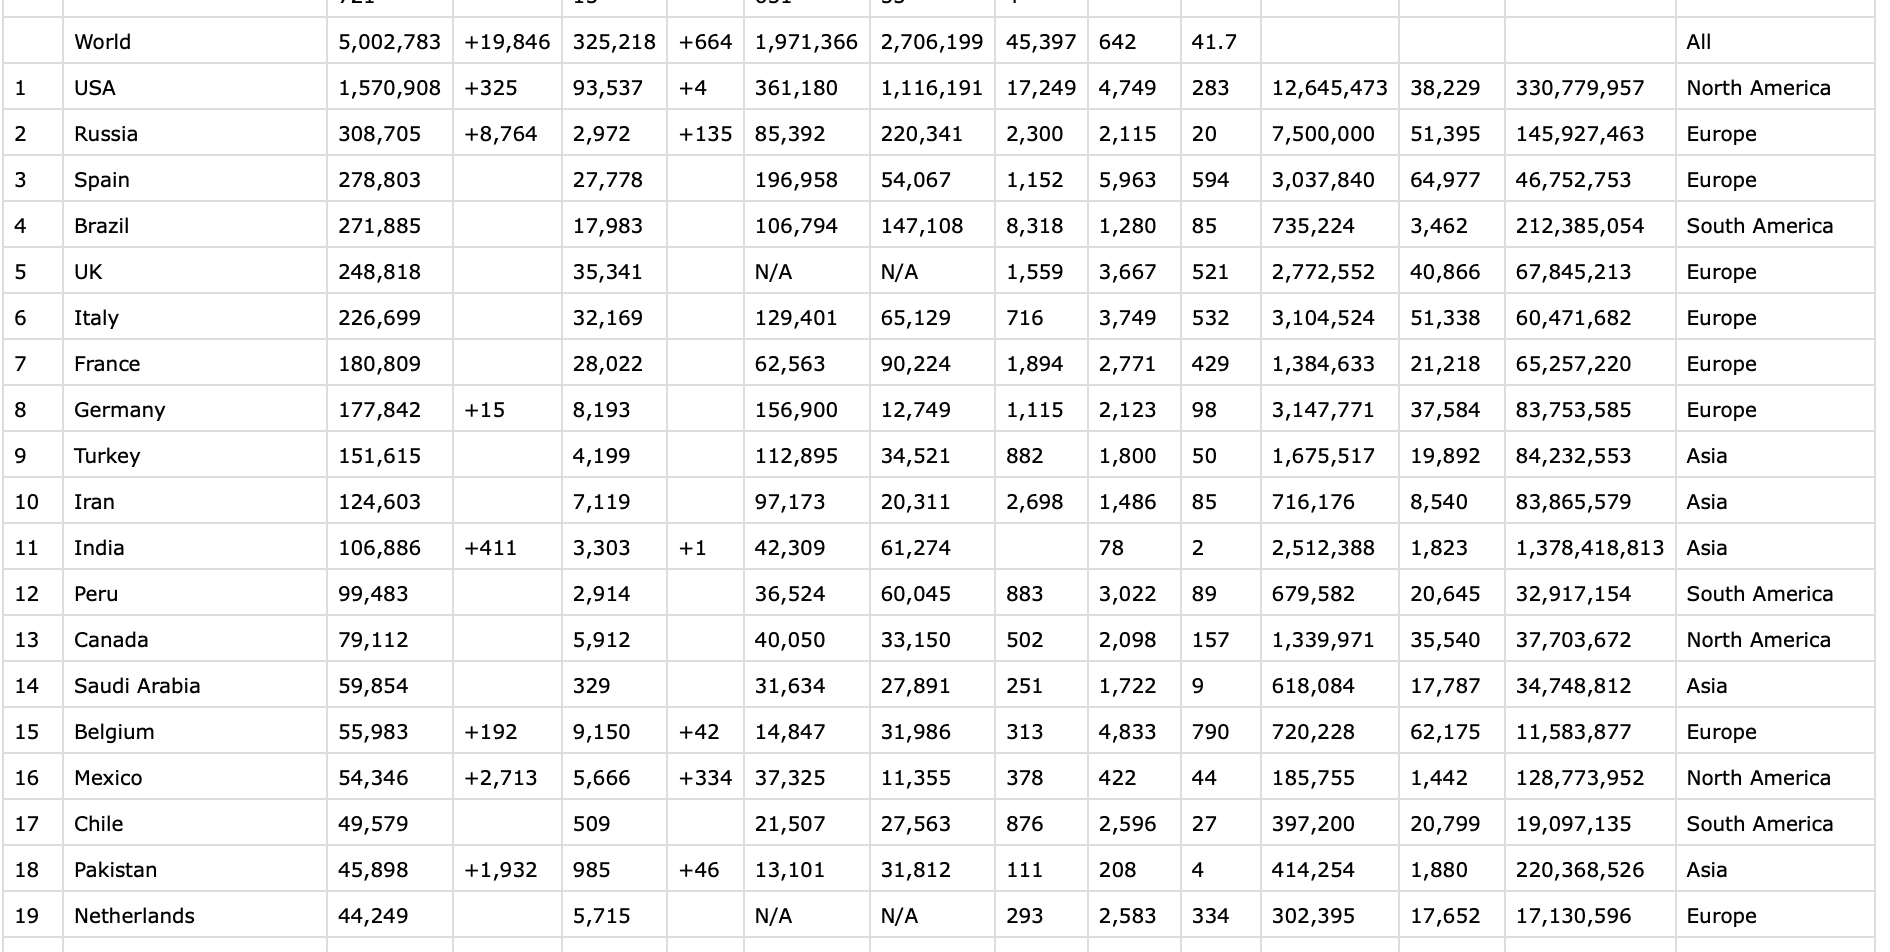 World 5,002,783 +19,846 325,218 +664 1,971,366 2,706,199 45,397 642 41.7 All
1 USA 1,570,908 +325 93,537 +4 361,180 1,116,191 17,249 4,749 283 12,645,473 38,229 330,779,957 North America
2 Russia 308,705 +8,764 2,972 +135 85,392 220,341 2,300 2,115 20 7,500,000 51,395 145,927,463 Europe
3 Spain 278,803 27,778 196,958 54,067 1,152 5,963 594 3,037,840 64,977 46,752,753 Europe
4 Brazil 271,885 17,983 106,794 147,108 8,318 1,280 85 735,224 3,462 212,385,054 South America
5 UK 248,818 35,341 N/A N/A 1,559 3,667 521 2,772,552 40,866 67,845,213 Europe
6 Italy 226,699 32,169 129,401 65,129 716 3,749 532 3,104,524 51,338 60,471,682 Europe
7 France 180,809 28,022 62,563 90,224 1,894 2,771 429 1,384,633 21,218 65,257,220 Europe
8 Germany 177,842 +15 8,193 156,900 12,749 1,115 2,123 98 3,147,771 37,584 83,753,585 Europe
9 Turkey 151,615 4,199 112,895 34,521 882 1,800 50 1,675,517 19,892 84,232,553 Asia
10 Iran 124,603 7,119 97,173 20,311 2,698 1,486 85 716,176 8,540 83,865,579 Asia
11 India 106,886 +411 3,303 +1 42,309 61,274 78 2 2,512,388 1,823 1,378,418,813 Asia
12 Peru 99,483 2,914 36,524 60,045 883 3,022 89 679,582 20,645 32,917,154 South America
13 Canada 79,112 5,912 40,050 33,150 502 2,098 157 1,339,971 35,540 37,703,672 North America
14 Saudi Arabia 59,854 329 31,634 27,891 251 1,722 9 618,084 17,787 34,748,812 Asia
15 Belgium 55,983 +192 9,150 +42 14,847 31,986 313 4,833 790 720,228 62,175 11,583,877 Europe
16 Mexico 54,346 +2,713 5,666 +334 37,325 11,355 378 422 44 185,755 1,442 128,773,952 North America
17 Chile 49,579 509 21,507 27,563 876 2,596 27 397,200 20,799 19,097,135 South America
18 Pakistan 45,898 +1,932 985 +46 13,101 31,812 111 208 4 414,254 1,880 220,368,526 Asia
19 Netherlands 44,249 5,715 N/A N/A 293 2,583 334 302,395 17,652 17,130,596 Europe